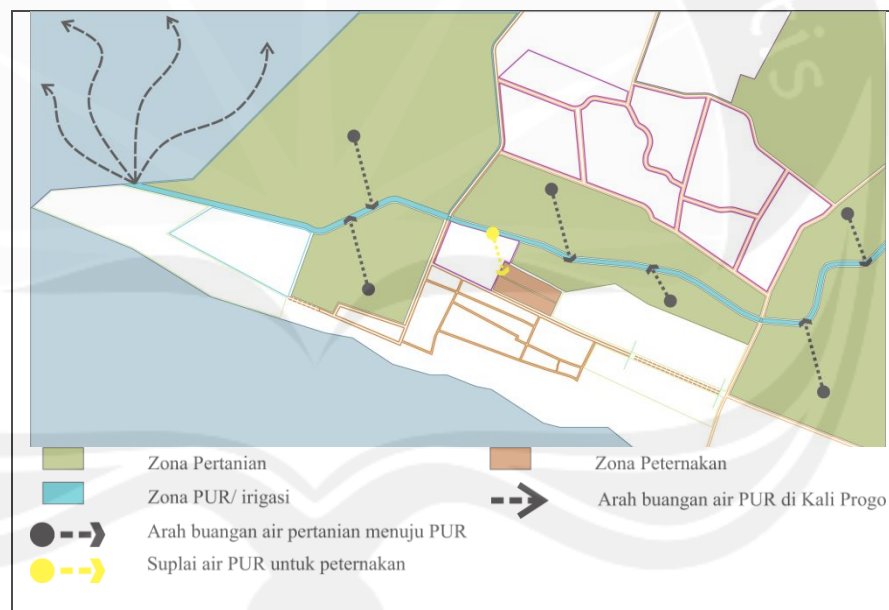 cis
Zona Pertanian
Zona Peternakan
Zona PUR/ irigasi
Arah buangan air PUR di Kali Progo
Arah buangan air pertanian menuju PUR
Suplai air PUR untuk peternakan